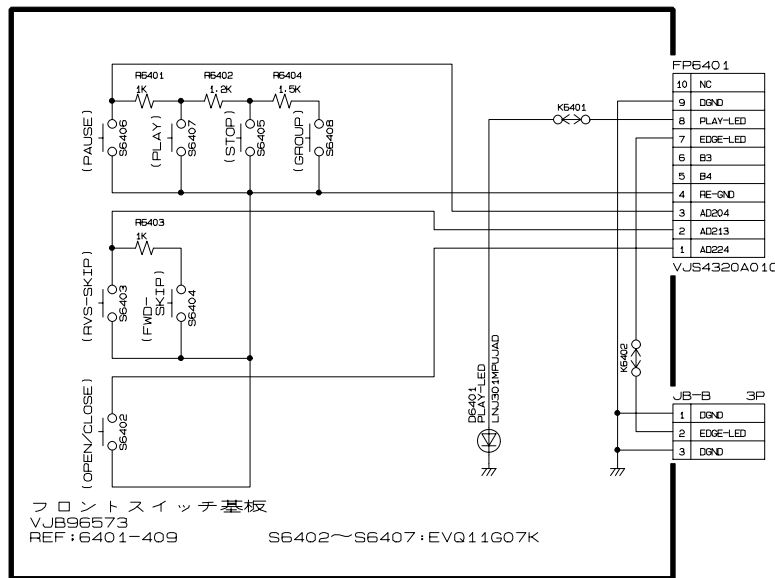 FP6401
10 NC
9 DGND
8 PLAY-LED
7 EDGE-LED
6 B3
5 B4
4 RE-GND
3 AD204
2 AD213
1 AD224
VJS4320A010
R6401
1K
R6402
1.2K
R6404
1.5K
(PAUSE)
S6406
(PLAY)
S6407
(STOP)
S6405
(GROUP)
S6408
K6401
R6403
1K
(RVS-SKIP)
S6403
(FWD-
SKIP)
S6404
K6402
(OPEN/CLOSE)
S6402
D6401
PLAY-LED
LNJ301MPUJAD
JB-B 3P
1 DGND
2 EDGE-LED
3 DGND
フロントスイッチ基板
VJB96573
REF:6401-409
S6402〜S6407:EVQ11G07K